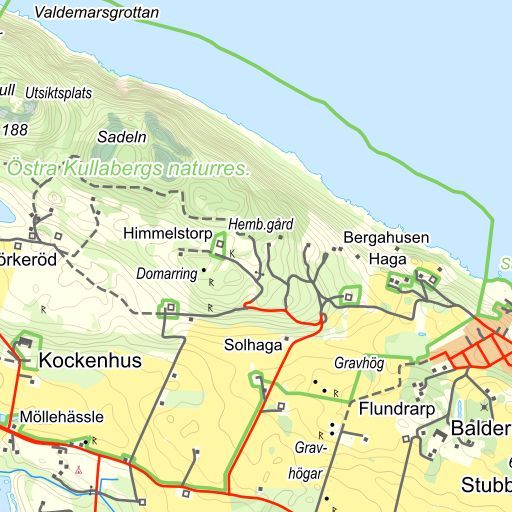 Valdemarsgrottan
ull
Utsiktsplats
188
Sadeln
Östra Kullabergs naturres.
Hemb.gård
Himmelstorp
Bergahusen
Haga
örkeröd
K
Domarring
R
R
Solhaga
Kockenhus
Gravhög
R
Flundrarp
Möllehässle
Balder
R
R
Grav-
högar
R
R
Stubb